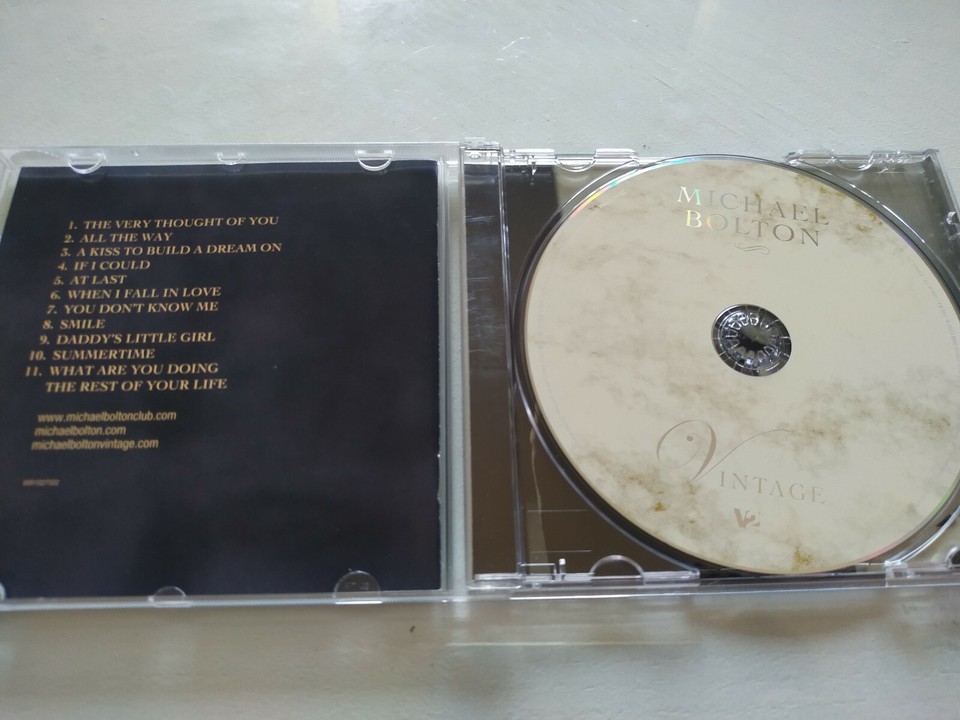 1. THE VERY THOUGHT OF YOU
2. ALL THE WAY
3. A KISS TO BUILD A DREAM ON
4. IF I COULD
5. AT LAST
6. WHEN I FALL IN LOVE
7. YOU DON'T KNOW ME
8. SMILE
9. DADDY'S LITTLE GIRL
10. SUMMERTIME
11. WHAT ARE YOU DOING
THE REST OF YOUR LIFE
www.michaelboltonclub.com
michaelbolton.com
michaelboltonvintage.com
MICHAEL
BOLTON
VINTAGE
V2